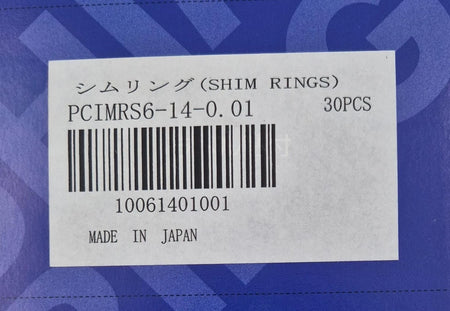 シムリング(SHIM RINGS)
PCIMRS6-14-0.01 30PCS
10061401001
MADE IN JAPAN